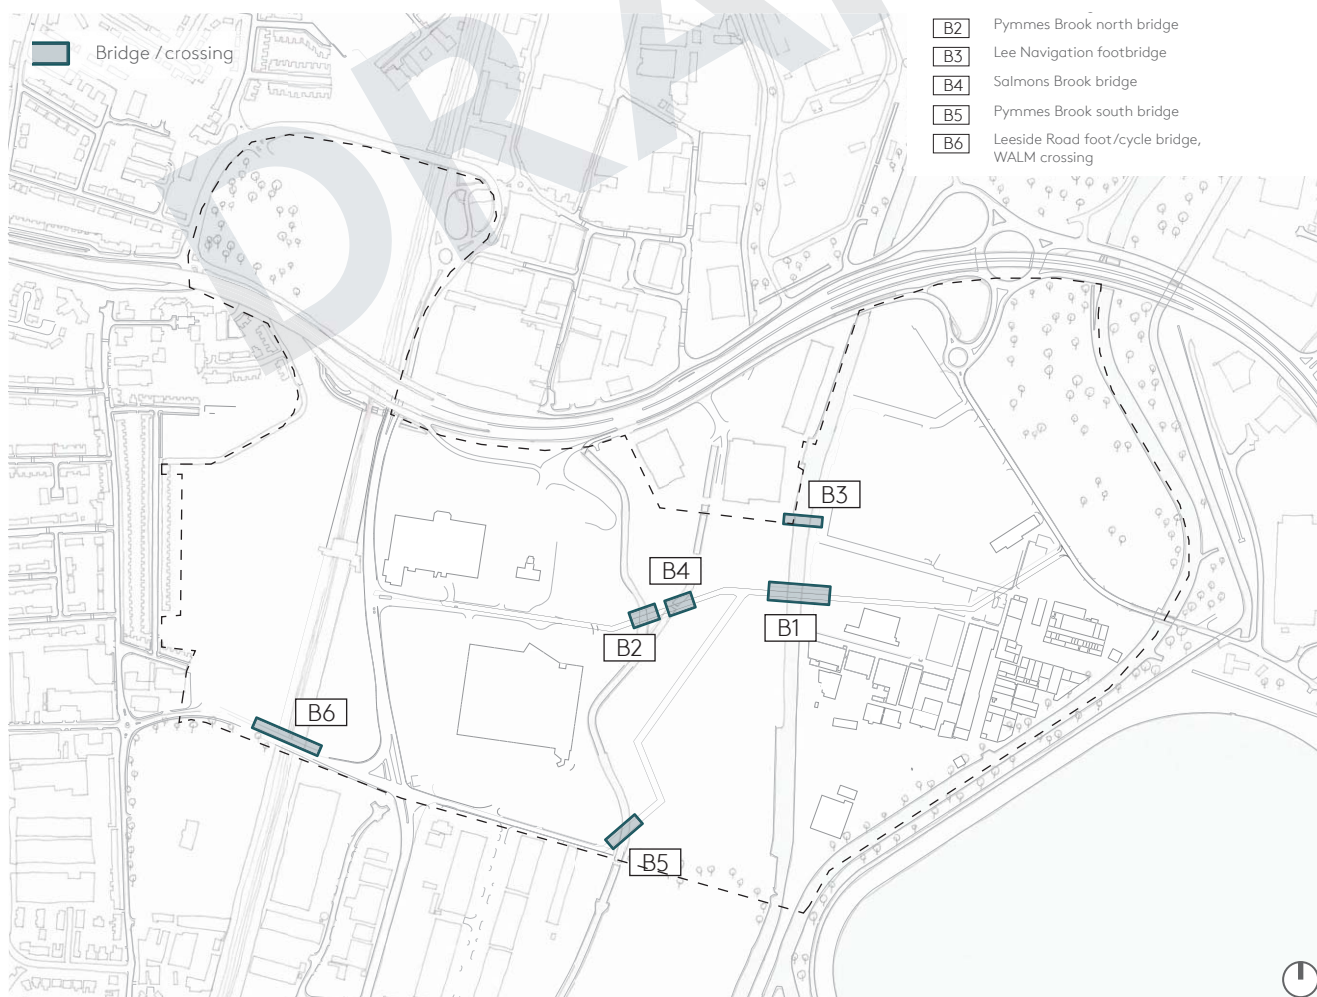 DRA
Bridge / crossing
B2 Pymmes Brook north bridge
B3 Lee Navigation footbridge
B4 Salmons Brook bridge
B5 Pymmes Brook south bridge
B6 Leeside Road foot/cycle bridge,
WALM crossing
B3
B4
B1
B2
B6
B5